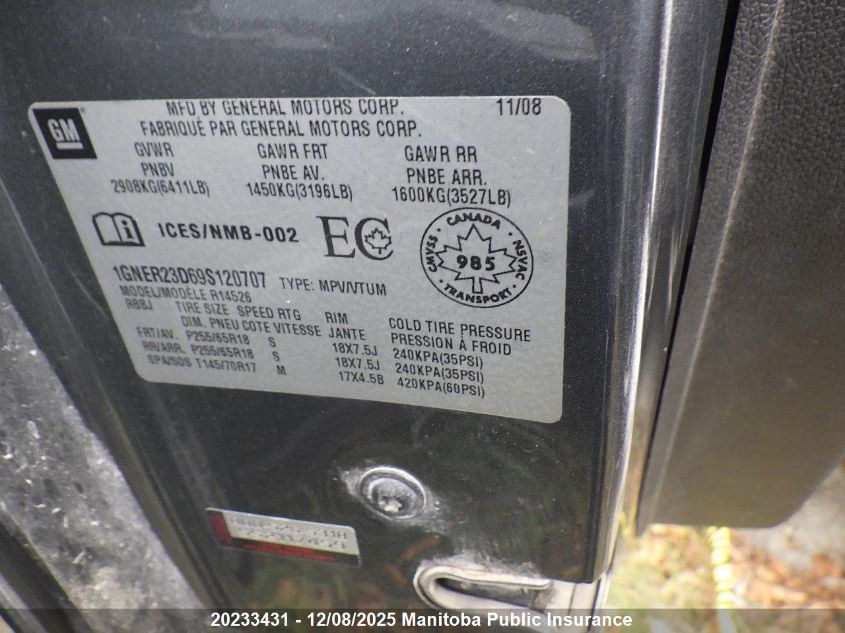 GM
MFD BY GENERAL MOTORS CORP. 11/08
FABRIQUÉ PAR GENERAL MOTORS CORP.
GVWR GAWR FRT GAWR RR
PNBV PNBE AV. PNBE ARR.
2908KG(6411LB) 1450KG(3196LB) 1600KG(3527LB)
ICES/NMB-002 EC
CANADA
CMVSS 985 NSVAC
TRANSPORT
1GNER23D69S120707 TYPE: MPV/VTUM
MODEL/MODÈLE R14526
RBBJ TIRE SIZE SPEED RTG RIM COLD TIRE PRESSURE
DIM. PNEU COTE VITESSE JANTE PRESSION À FROID
FRT/AV. P255/65R18 S 18X7.5J 240KPA(35PSI)
RR/ARR. P255/65R18 S 18X7.5J 240KPA(35PSI)
SPA/SOS T145/70R17 M 17X4.5B 420KPA(60PSI)
20233431 - 12/08/2025 Manitoba Public Insurance